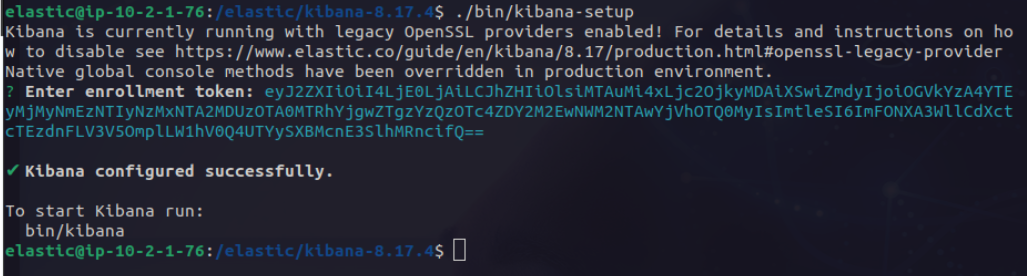 elastic@ip-10-2-1-76:/elastic/kibana-8.17.4$ ./bin/kibana-setup
Kibana is currently running with legacy OpenSSL providers enabled! For details and instructions on ho
w to disable see https://www.elastic.co/guide/en/kibana/8.17/production.html#openssl-legacy-provider
Native global console methods have been overridden in production environment.
? Enter enrollment token: eyJ2ZXIiOiI4LjE0LjAiLCJhZHIiOlsiMTAuMi4xLjc2OjkyMDAiXSwiZmdyIjoiOGVkYzA4YTE
yMjMyNmEzNTIyNzMxNTA2MDUzOTA0MTRhYjgwZTgzYzQzOTc4ZDY2M2EwNWM2NTAwYjVhOTQ0MyIsImtleSI6ImFONXA3WllCdXct
cTEzdnFLV3V5OmplLW1hV0Q4UTYySXBMcnE3SlhMRncifQ==
✔ Kibana configured successfully.
To start Kibana run:
bin/kibana
elastic@ip-10-2-1-76:/elastic/kibana-8.17.4$